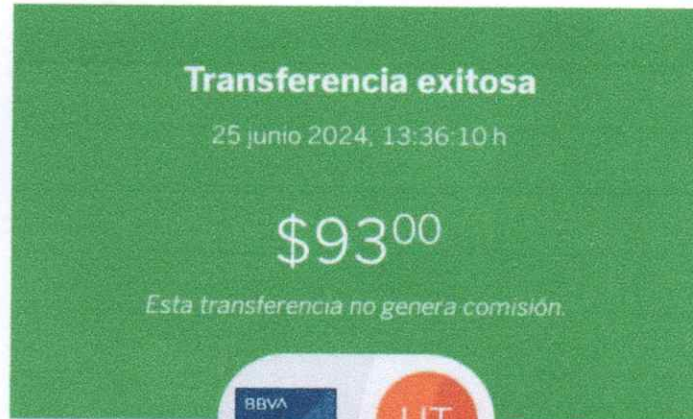 Transferencia exitosa
25 junio 2024, 13:36:10 h
$93⁰⁰
Esta transferencia no genera comisión.
BBVA